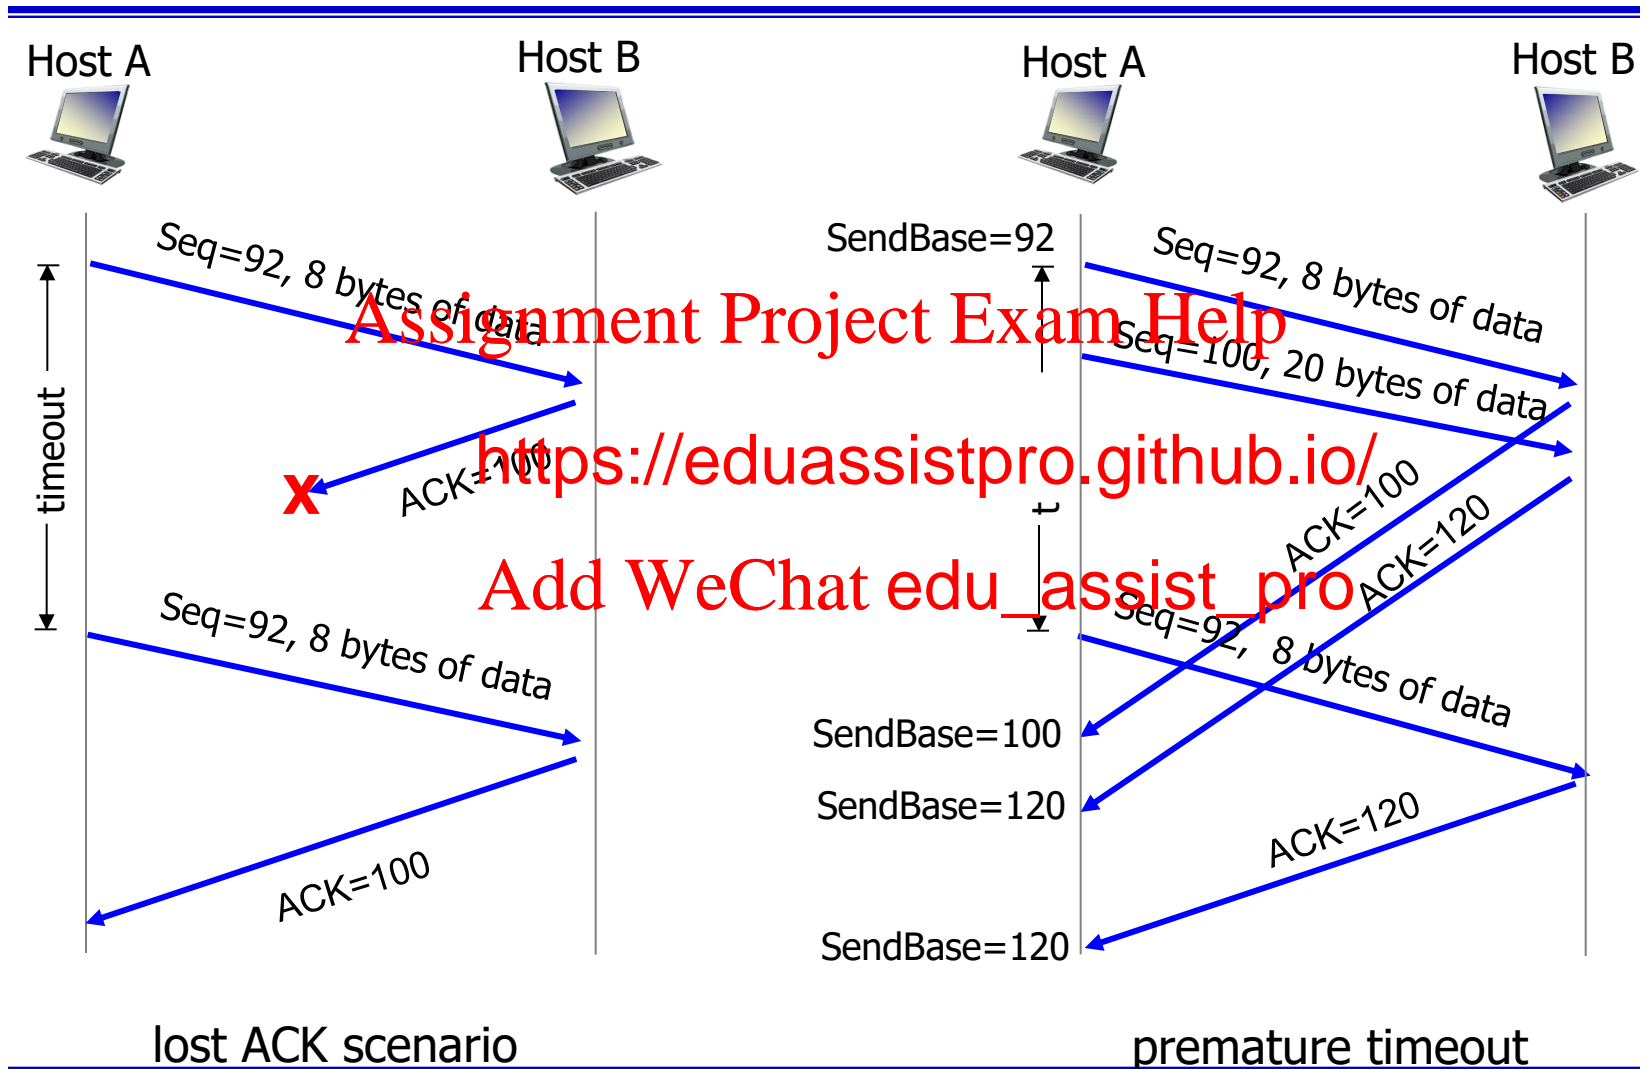 Host A
Host B
Seq=92, 8 bytes of data
timeout
X
ACK=100
Seq=92, 8 bytes of data
ACK=100
lost ACK scenario
Host A
Host B
SendBase=92
Seq=92, 8 bytes of data
Seq=100, 20 bytes of data
t
ACK=100
ACK=120
Seq=92, 8 bytes of data
SendBase=100
SendBase=120
ACK=120
SendBase=120
premature timeout
Assignment Project Exam Help
https://eduassistpro.github.io/
Add WeChat edu_assist_pro